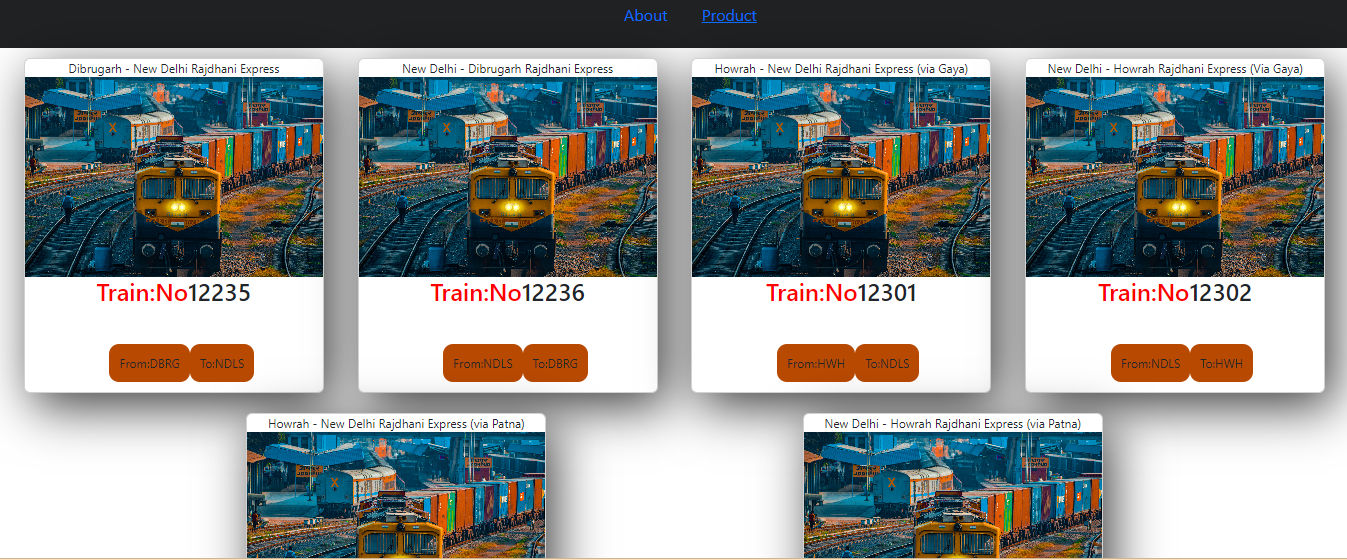 About Product
Dibrugarh - New Delhi Rajdhani Express
New Delhi - Dibrugarh Rajdhani Express
Howrah - New Delhi Rajdhani Express (via Gaya)
New Delhi - Howrah Rajdhani Express (Via Gaya)
Train:No12235
Train:No12236
Train:No12301
Train:No12302
From:DBRG To:NDLS
From:NDLS To:DBRG
From:HWH To:NDLS
From:NDLS To:HWH
Howrah - New Delhi Rajdhani Express (via Patna)
New Delhi - Howrah Rajdhani Express (via Patna)